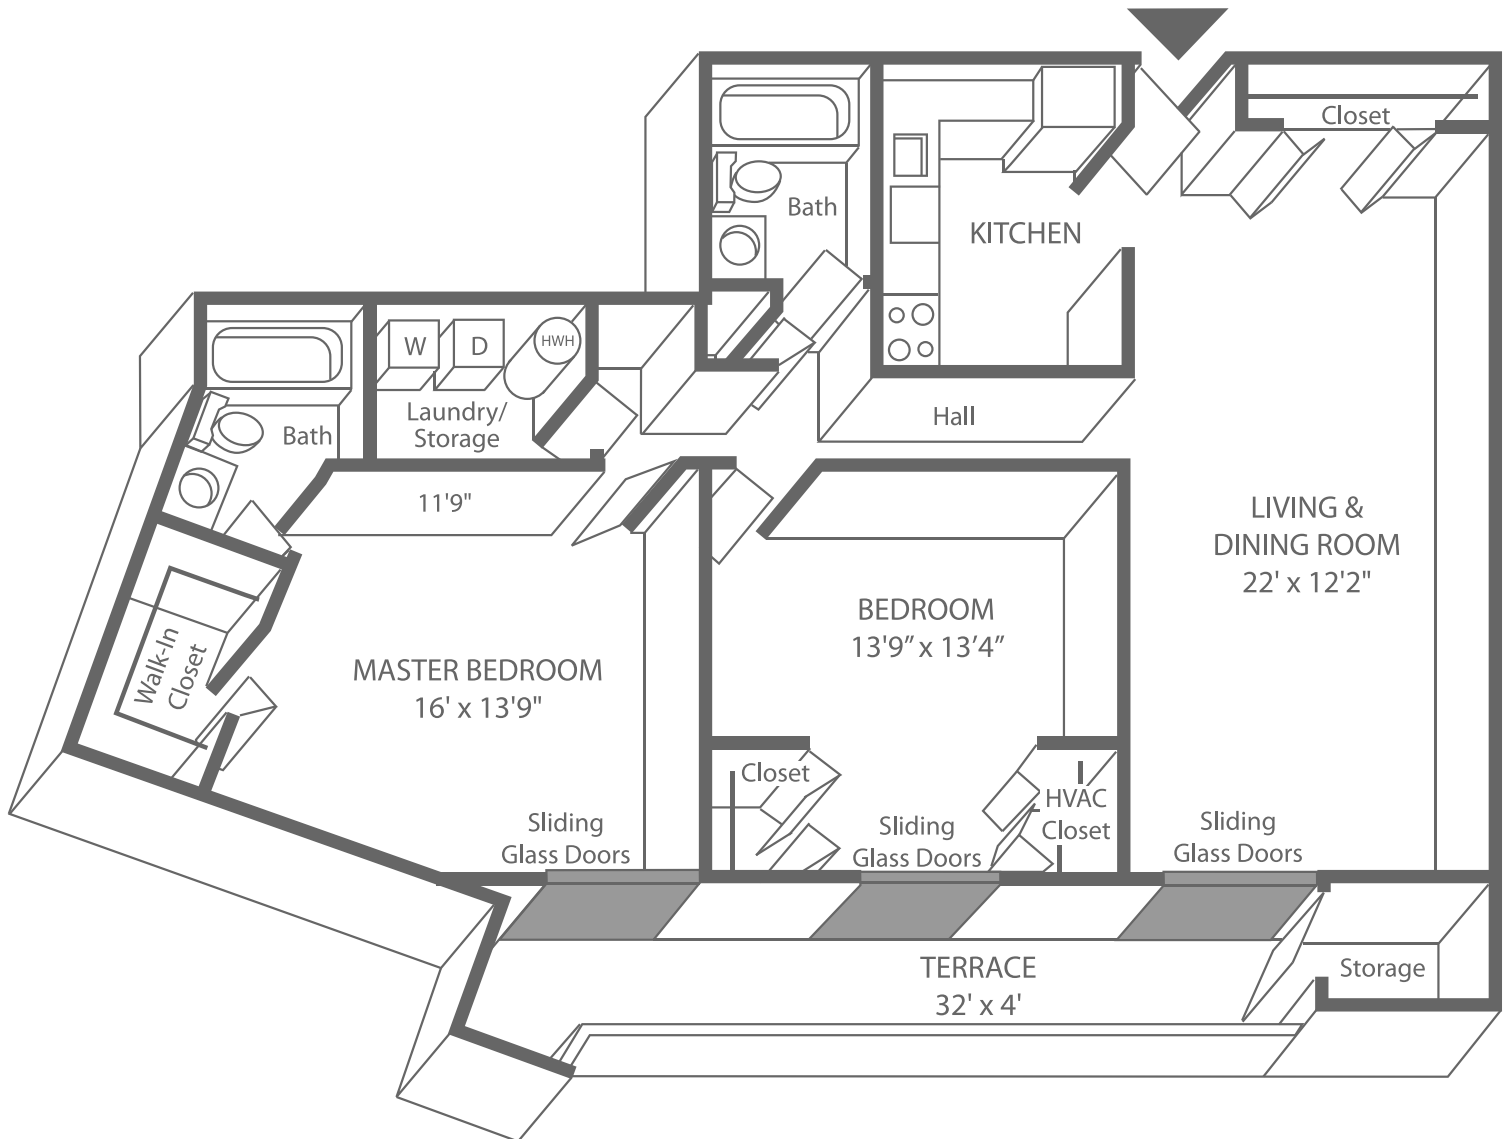 Closet
Bath
KITCHEN
W
D
HWH
Laundry/
Storage
Bath
Hall
11'9"
LIVING &
DINING ROOM
22' x 12'2"
BEDROOM
13'9” x 13’4”
Walk-In
Closet
MASTER BEDROOM
16' x 13'9"
Closet
HVAC
Closet
Sliding
Glass Doors
Sliding
Glass Doors
Sliding
Glass Doors
TERRACE
32' x 4'
Storage